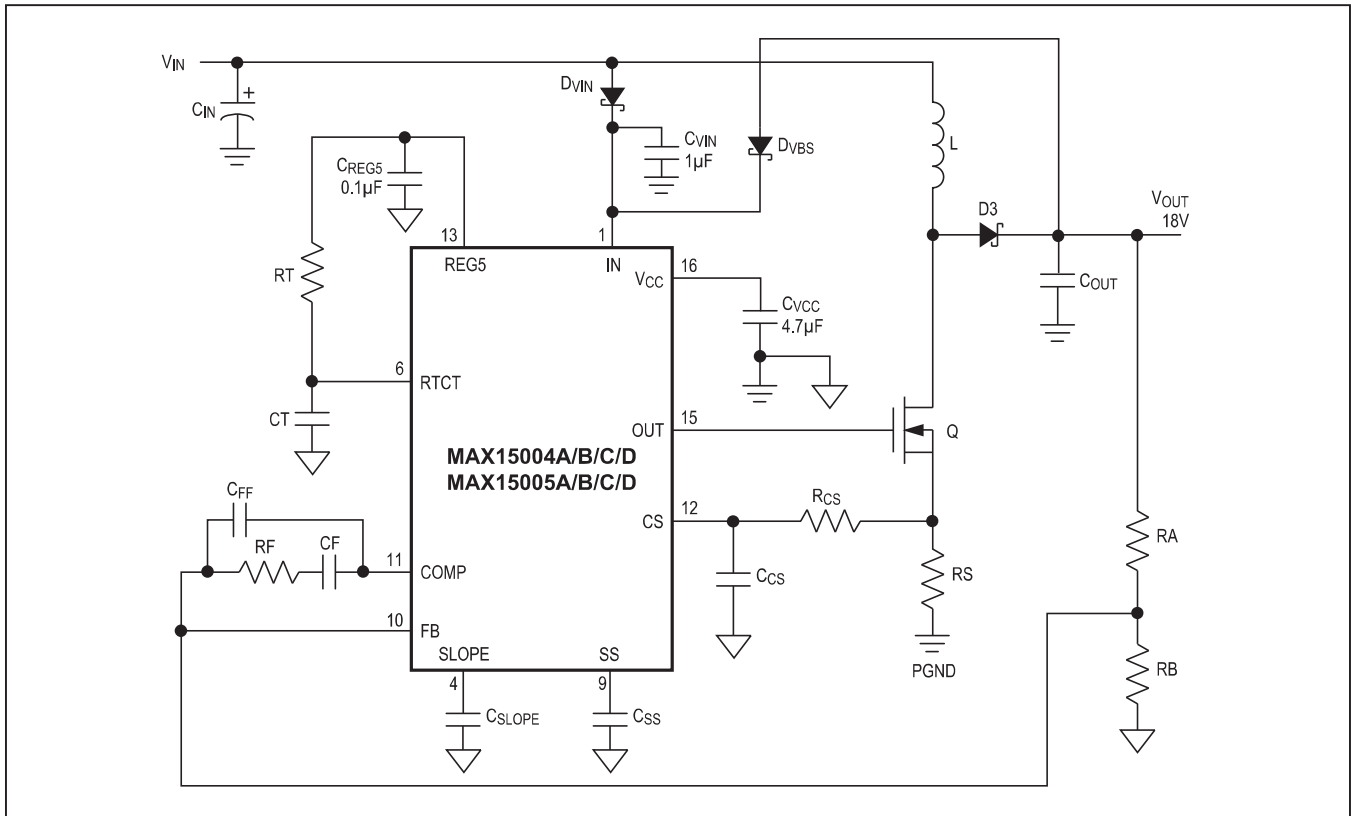 VIN
CIN
+
DVIN
CVIN
1µF
DVBS
L
CREG5
0.1µF
RT
13
REG5
1
IN
VCC
16
CVCC
4.7µF
D3
VOUT
18V
COUT
6
RTCT
CT
OUT
15
Q
MAX15004A/B/C/D
MAX15005A/B/C/D
CFF
RF
CF
11
COMP
10
FB
CS
12
RCS
CCS
RS
PGND
RA
RB
SLOPE
4
CSLOPE
SS
9
CSS